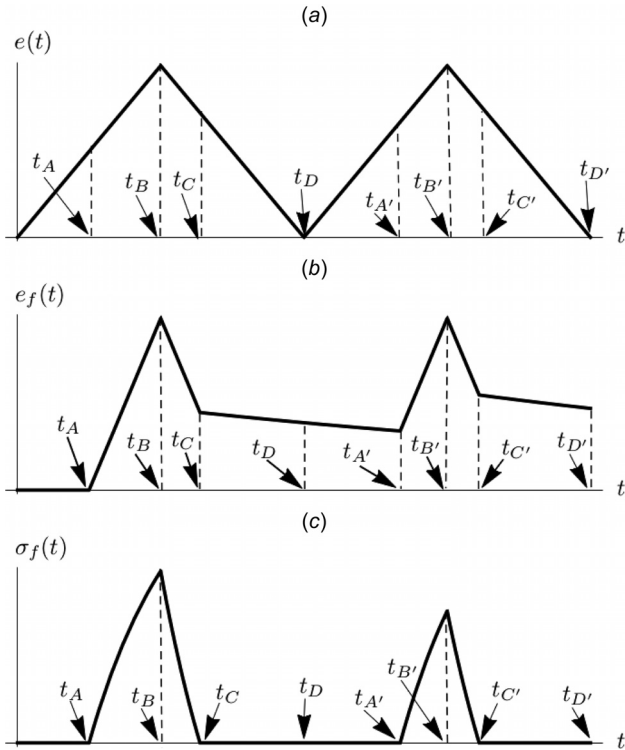 (a)
e(t)
t_A
t_B
t_C
t_D
t_{A'}
t_{B'}
t_{C'}
t_{D'}
t
(b)
e_f(t)
t_A
t_B
t_C
t_D
t_{A'}
t_{B'}
t_{C'}
t_{D'}
t
(c)
σ_f(t)
t_A
t_B
t_C
t_D
t_{A'}
t_{B'}
t_{C'}
t_{D'}
t